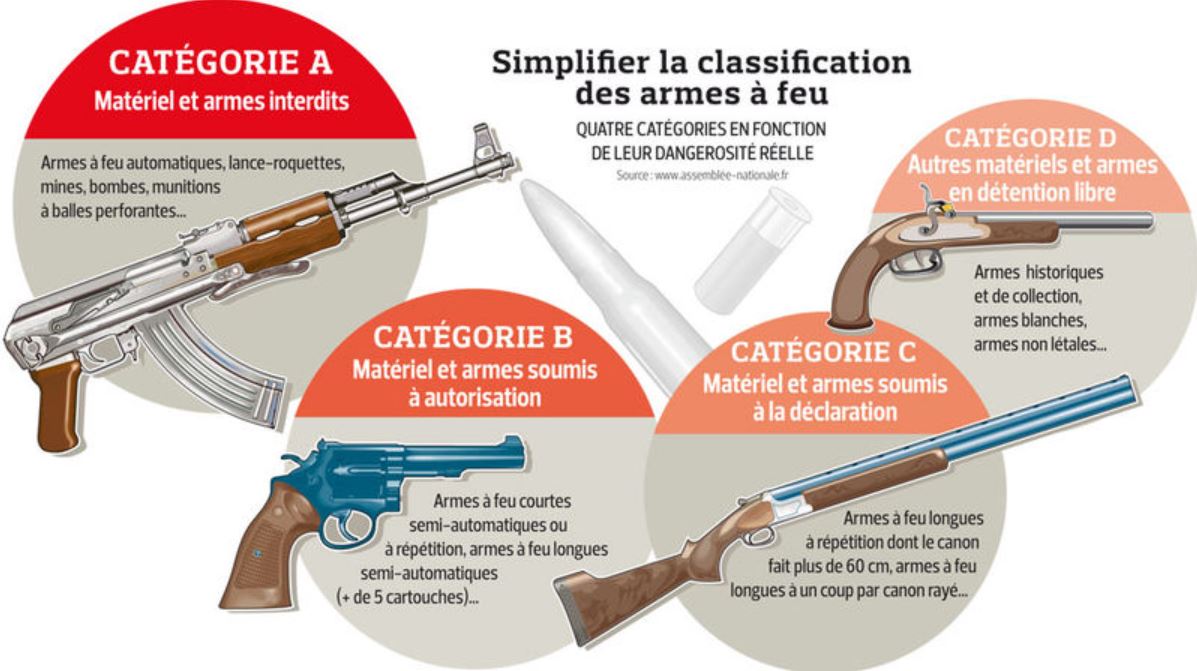 CATÉGORIE A
Matériel et armes interdits
Armes à feu automatiques, lance-roquettes,
mines, bombes, munitions
à balles perforantes...
Simplifier la classification
des armes à feu
QUATRE CATÉGORIES EN FONCTION
DE LEUR DANGEROSITÉ RÉELLE
Source : www.assemblée-nationale.fr
CATÉGORIE B
Matériel et armes soumis
à autorisation
Armes à feu courtes
semi-automatiques ou
à répétition, armes à feu longues
semi-automatiques
(+ de 5 cartouches)...
CATÉGORIE C
Matériel et armes soumis
à la déclaration
Armes à feu longues
à répétition dont le canon
fait plus de 60 cm, armes à feu
longues à un coup par canon rayé...
CATÉGORIE D
Autres matériels et armes
en détention libre
Armes historiques
et de collection,
armes blanches,
armes non létales...